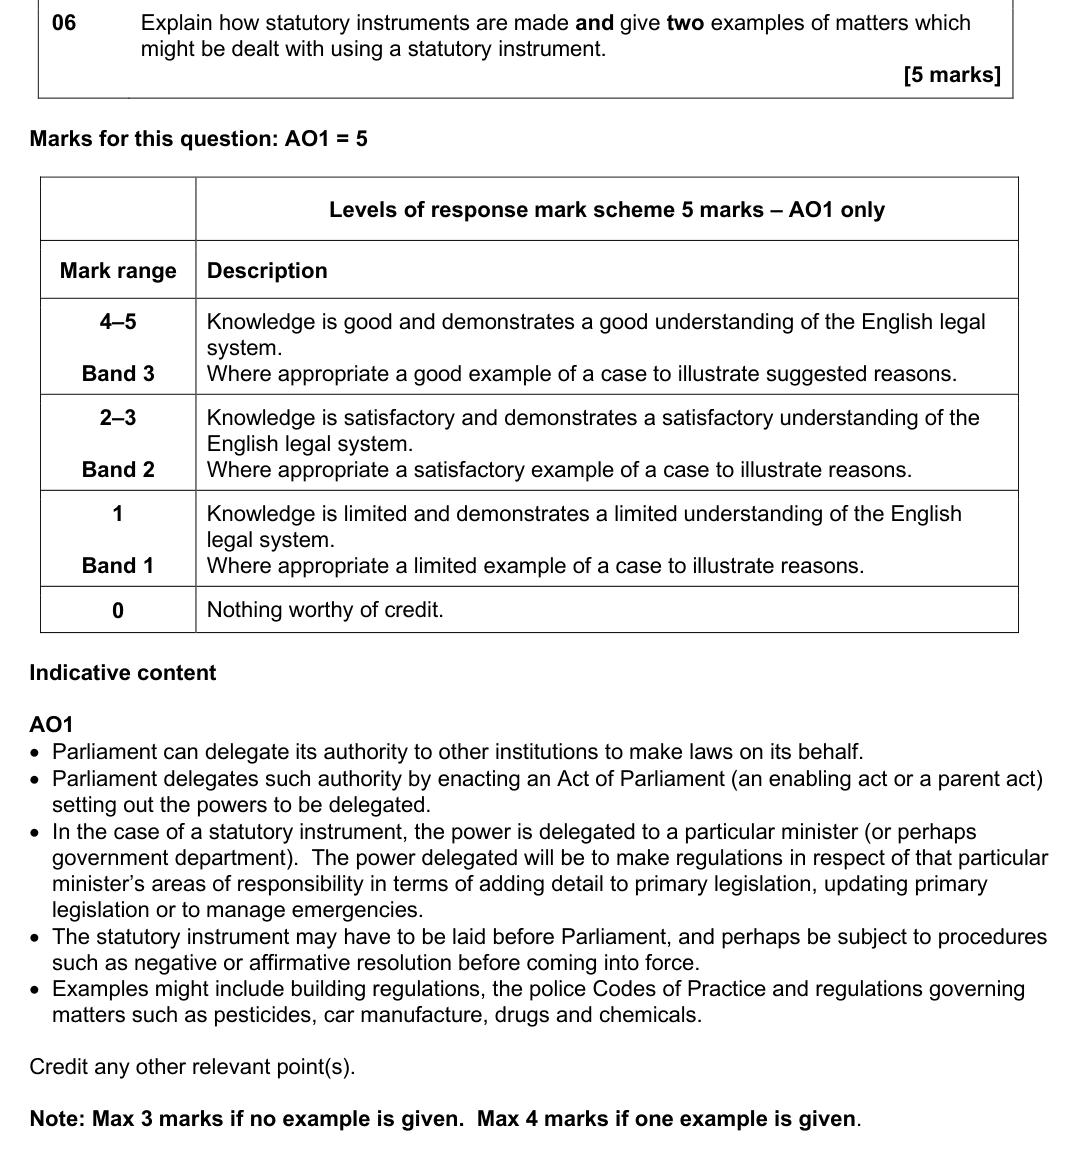 06 Explain how statutory instruments are made and give two examples of matters which
might be dealt with using a statutory instrument.
[5 marks]
Marks for this question: AO1 = 5
Levels of response mark scheme 5 marks – AO1 only
Mark range Description
4–5 Knowledge is good and demonstrates a good understanding of the English legal
system.
Band 3 Where appropriate a good example of a case to illustrate suggested reasons.
2–3 Knowledge is satisfactory and demonstrates a satisfactory understanding of the
English legal system.
Band 2 Where appropriate a satisfactory example of a case to illustrate reasons.
1 Knowledge is limited and demonstrates a limited understanding of the English
legal system.
Band 1 Where appropriate a limited example of a case to illustrate reasons.
0 Nothing worthy of credit.
Indicative content
AO1
• Parliament can delegate its authority to other institutions to make laws on its behalf.
• Parliament delegates such authority by enacting an Act of Parliament (an enabling act or a parent act)
setting out the powers to be delegated.
• In the case of a statutory instrument, the power is delegated to a particular minister (or perhaps
government department). The power delegated will be to make regulations in respect of that particular
minister's areas of responsibility in terms of adding detail to primary legislation, updating primary
legislation or to manage emergencies.
• The statutory instrument may have to be laid before Parliament, and perhaps be subject to procedures
such as negative or affirmative resolution before coming into force.
• Examples might include building regulations, the police Codes of Practice and regulations governing
matters such as pesticides, car manufacture, drugs and chemicals.
Credit any other relevant point(s).
Note: Max 3 marks if no example is given. Max 4 marks if one example is given.